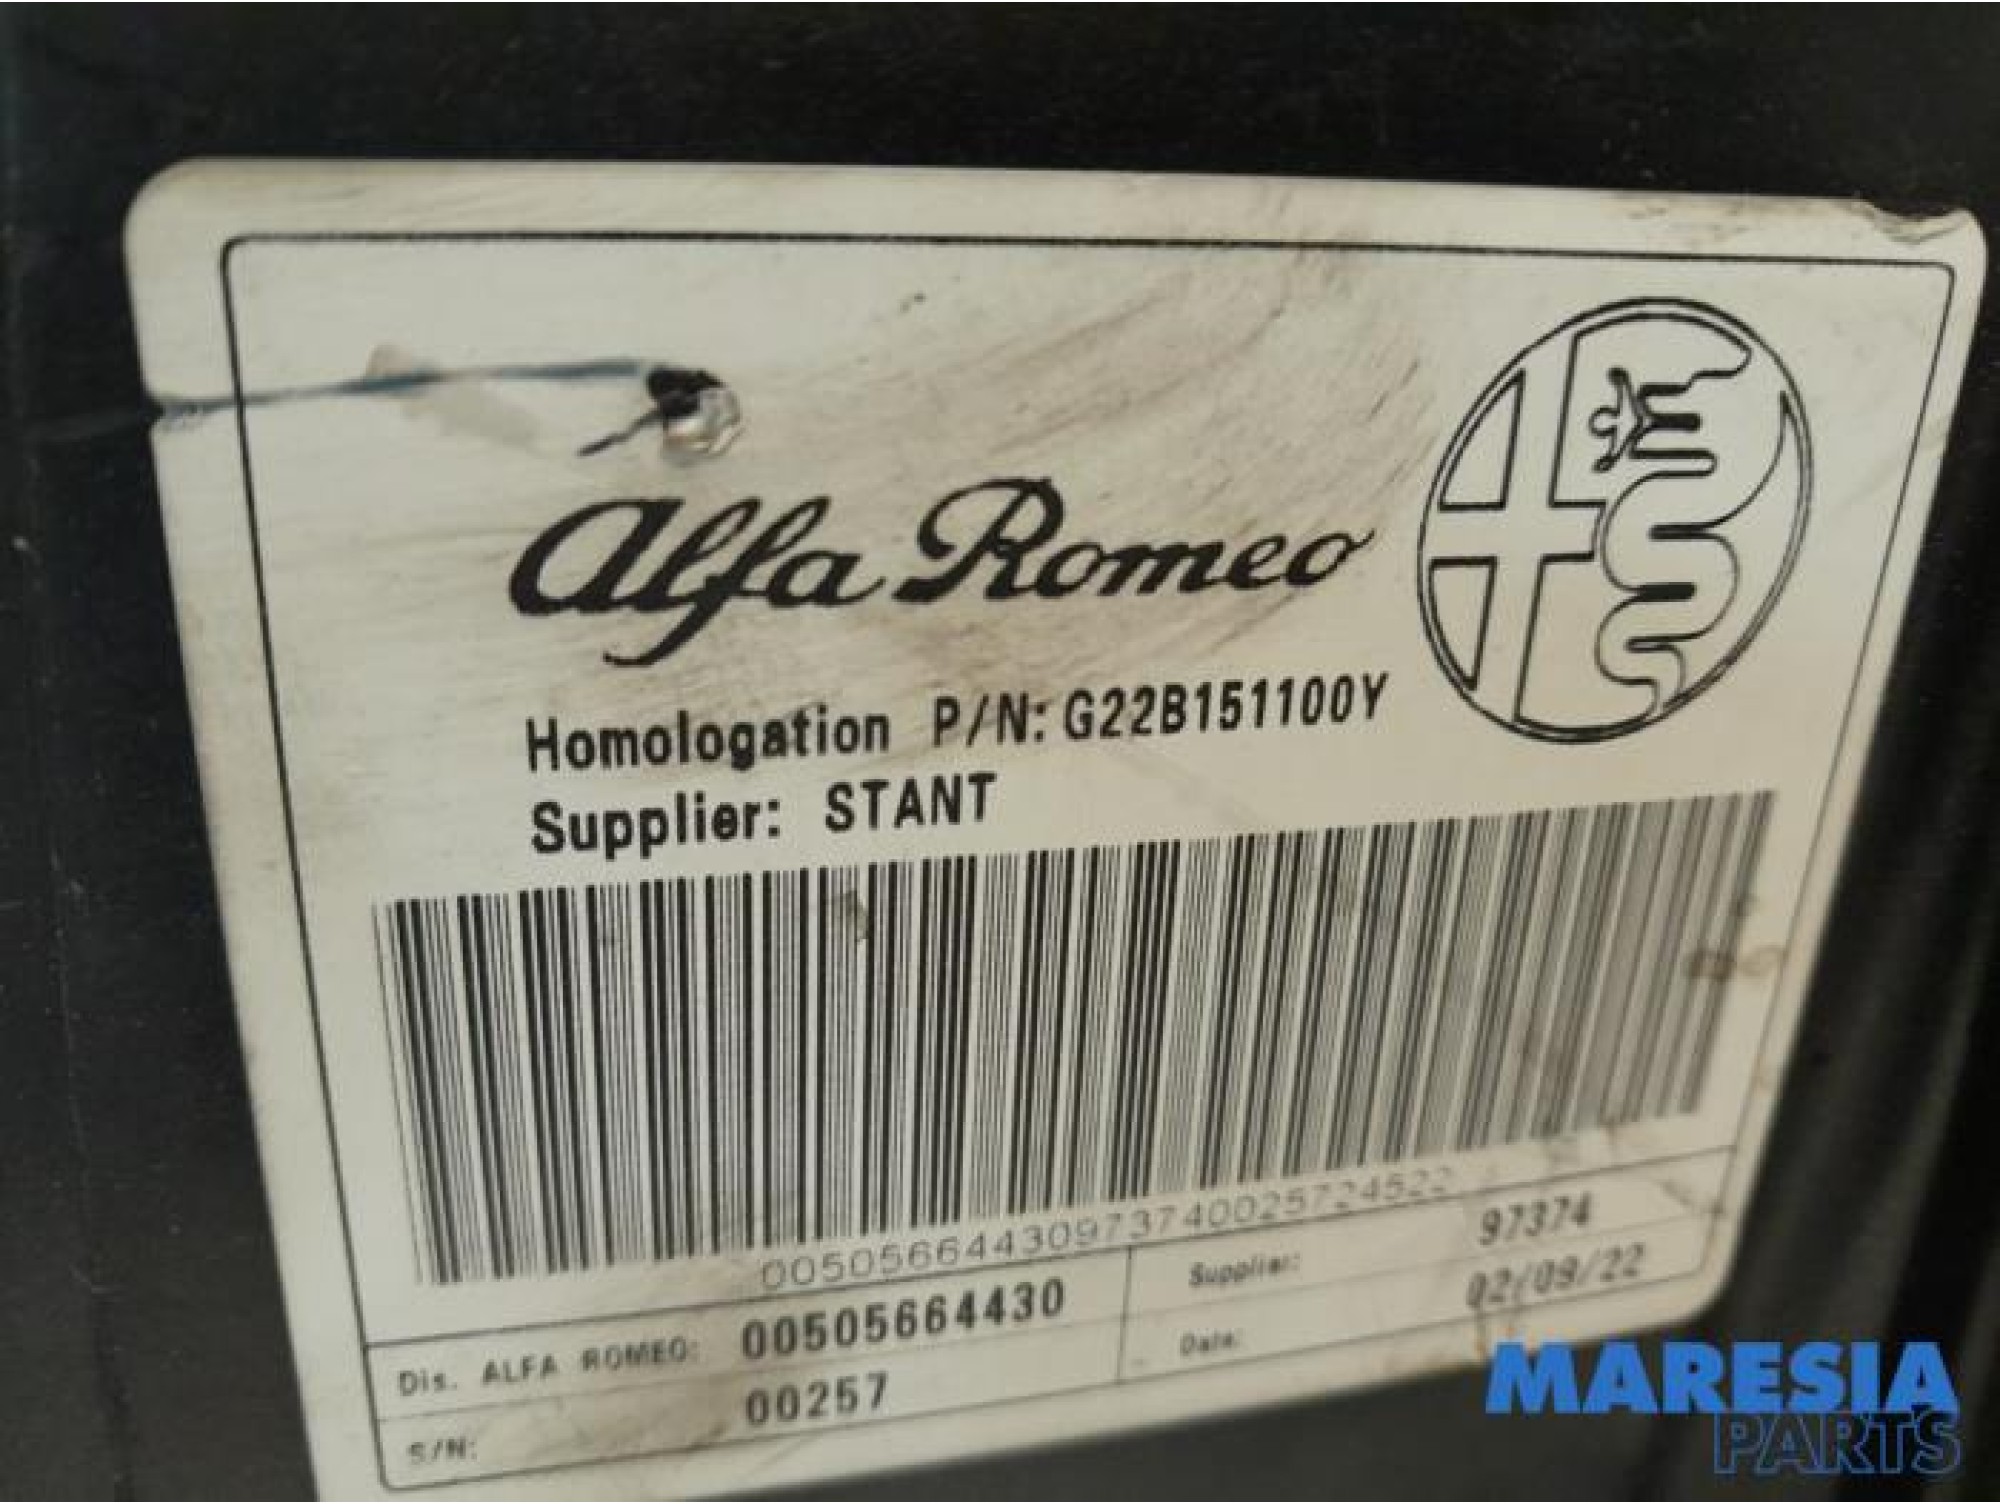 Alfa Romeo
Homologation P/N: G22B151100Y
Supplier: STANT
00505664430973740025724522
Dis. ALFA ROMEO: 00505664430 Supplier: 97374
S/N: 00257 Date: 02/09/22
MARESIA
PARTS